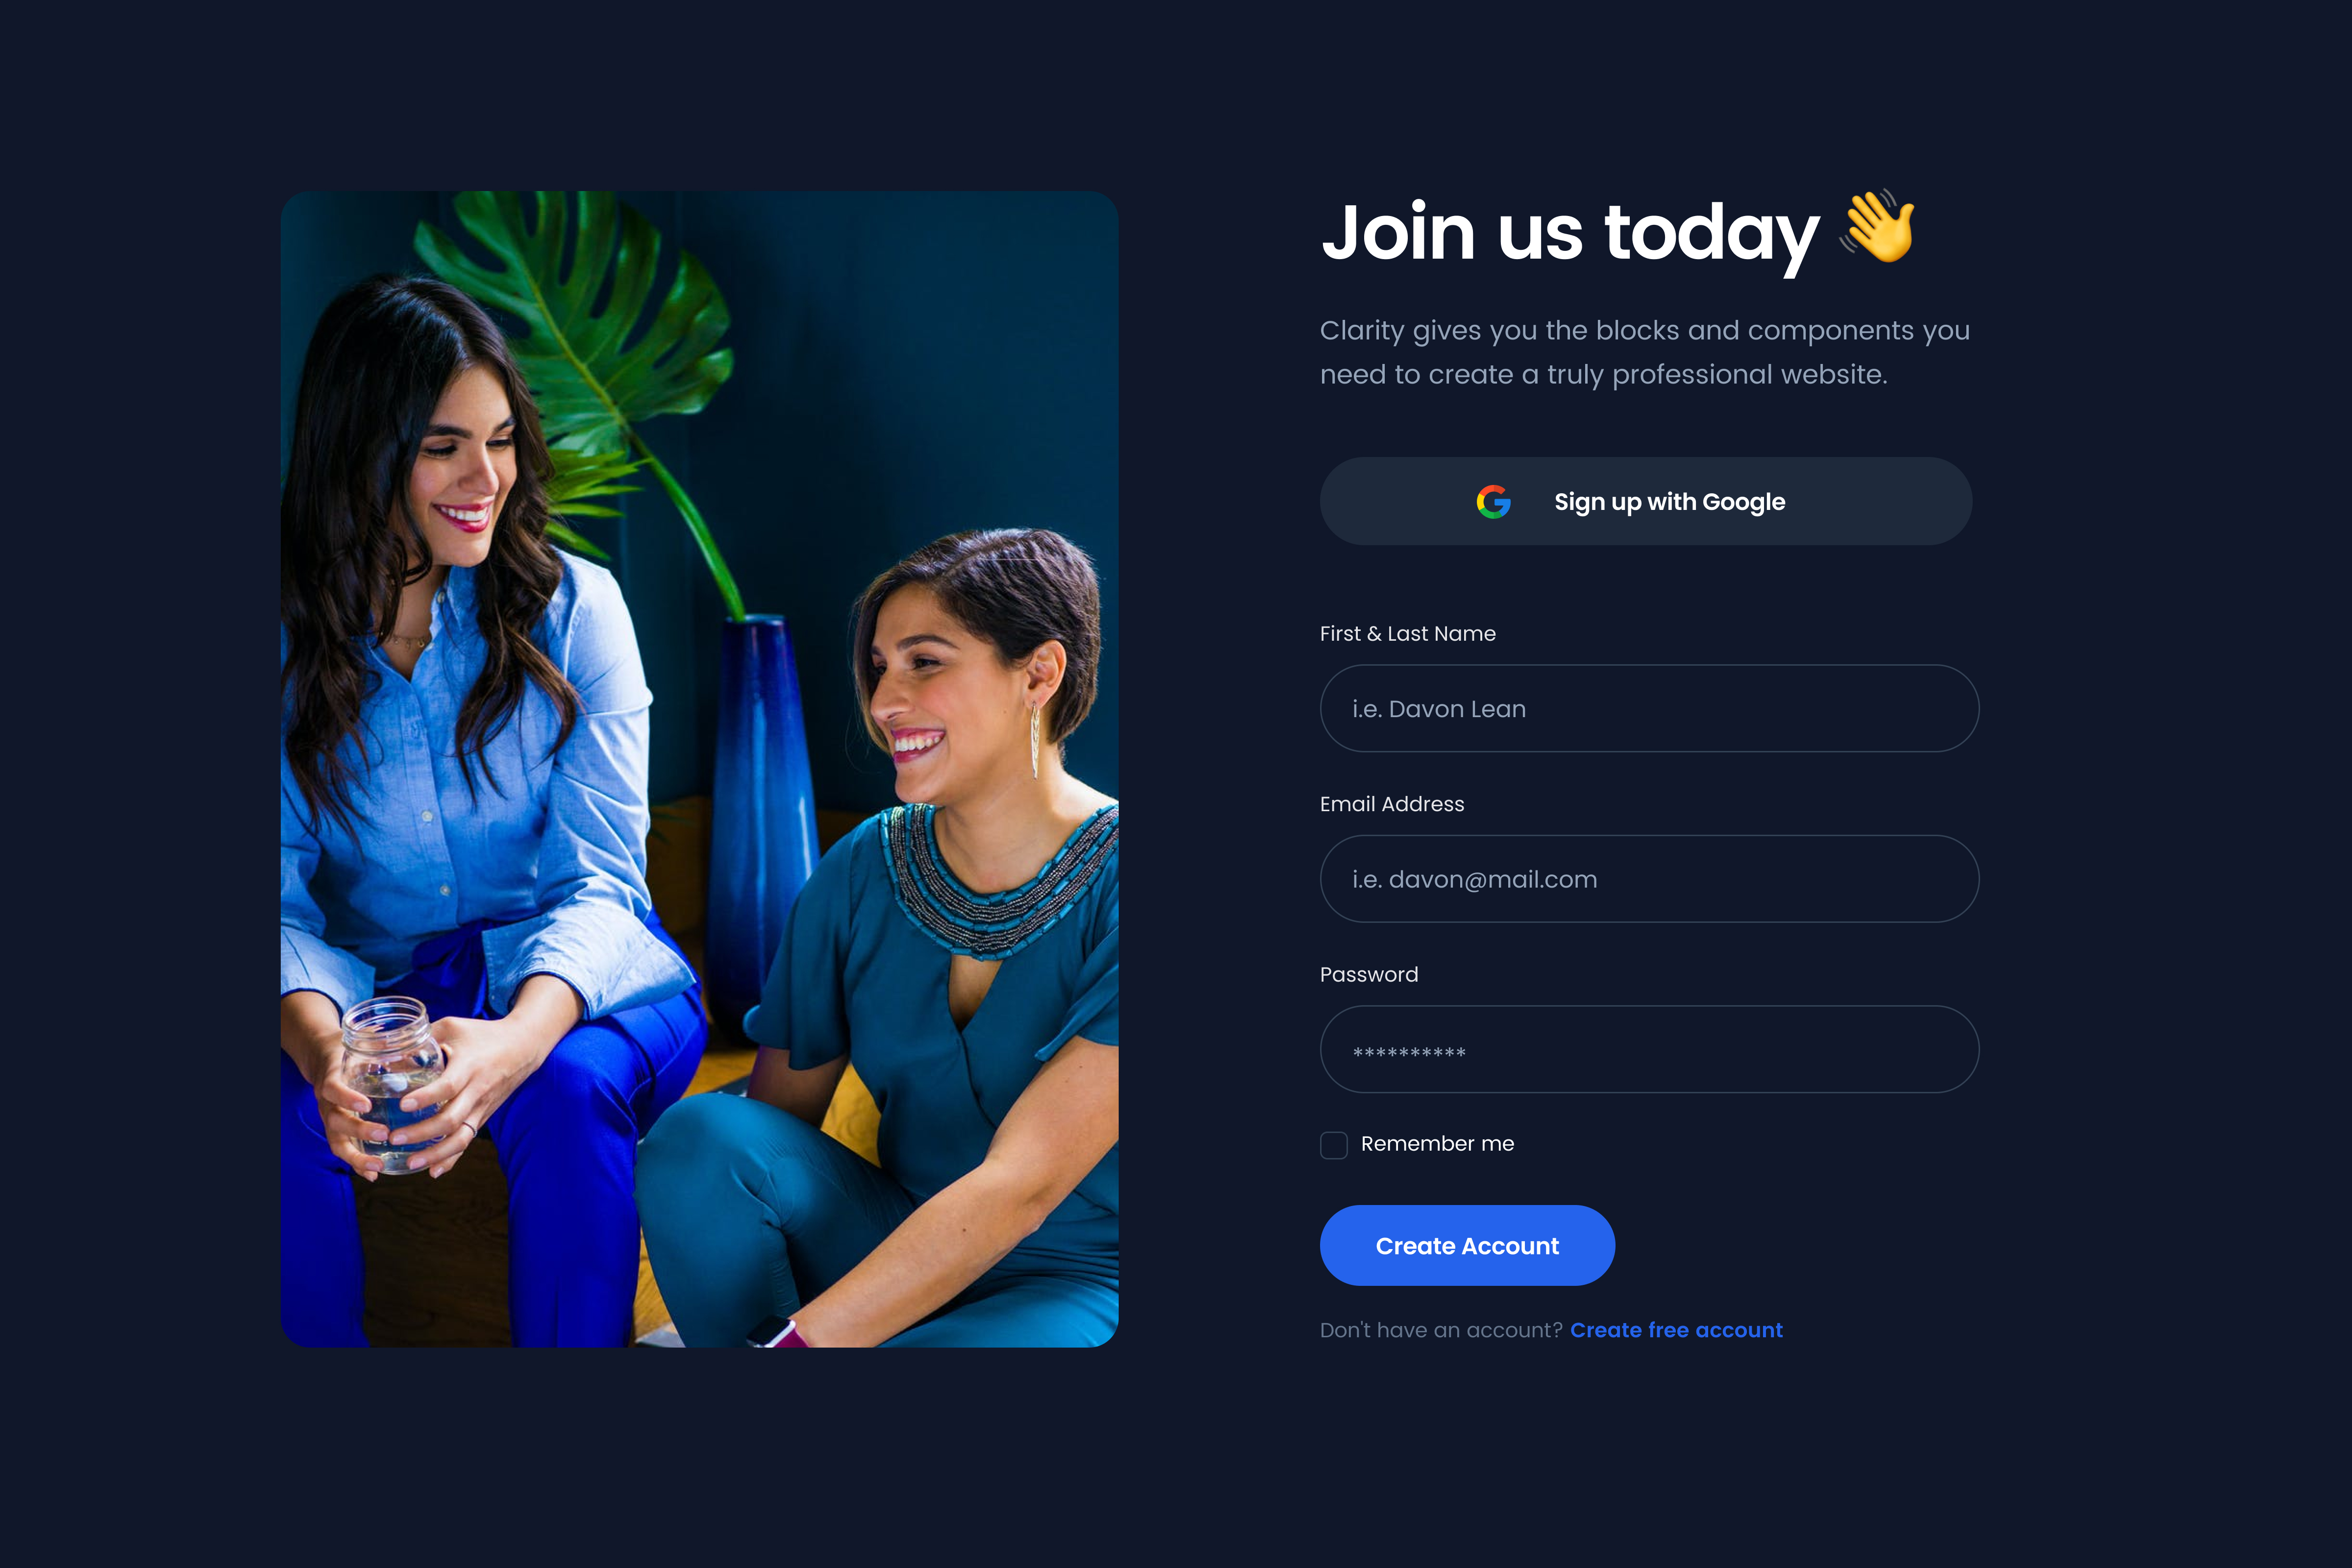 Join us today 👋
Clarity gives you the blocks and components you
need to create a truly professional website.
Sign up with Google
First & Last Name
i.e. Davon Lean
Email Address
i.e. davon@mail.com
Password
**********
Remember me
Create Account
Don't have an account? Create free account